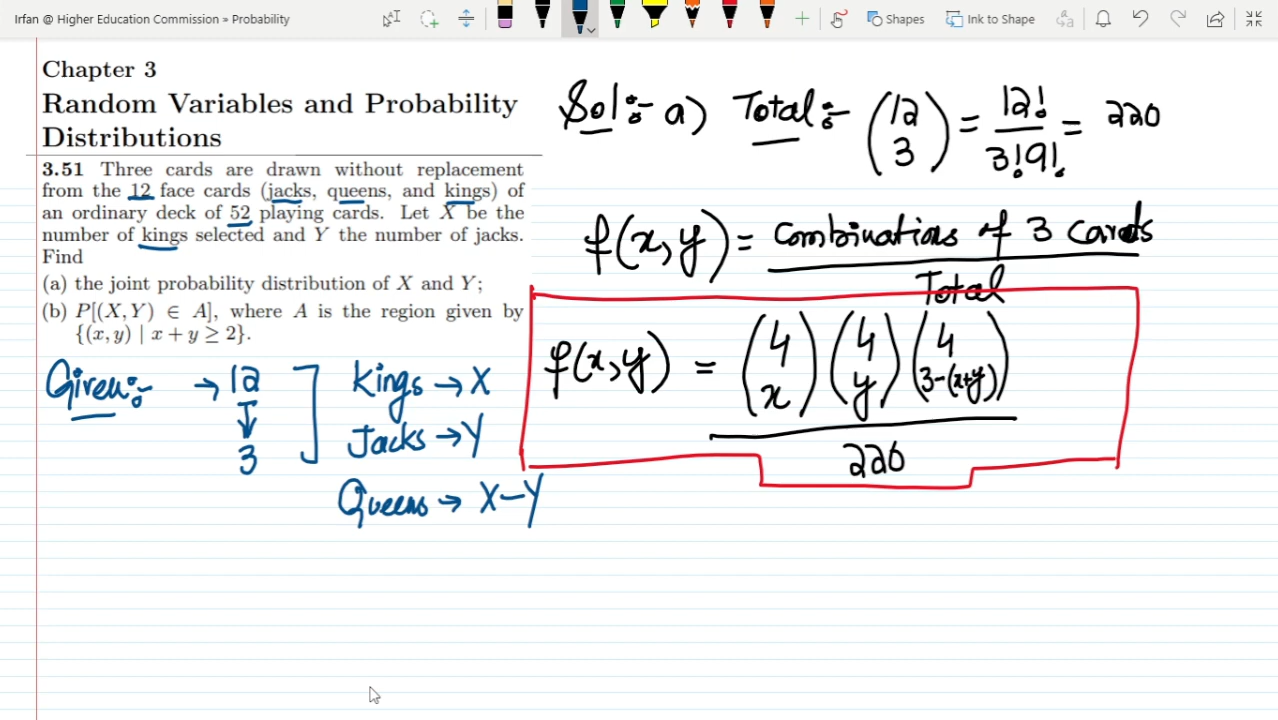 Irfan @ Higher Education Commission » Probability
Shapes
Ink to Shape
Chapter 3
Random Variables and Probability
Distributions
3.51 Three cards are drawn without replacement
from the 12 face cards (jacks, queens, and kings) of
an ordinary deck of 52 playing cards. Let X be the
number of kings selected and Y the number of jacks.
Find
(a) the joint probability distribution of X and Y;
(b) P[(X, Y) ∈ A], where A is the region given by
{(x, y) | x + y ≥ 2}.
Given:- → 12 ↓ 3
Kings → X
Jacks → Y
Queens → X-Y
Sol:- a) Total:- (12 3) = 12!/3!9! = 220
f(x,y) = Combinations of 3 Cards
Total
f(x,y) = (4 x) (4 y) (4 3-(x+y))
220